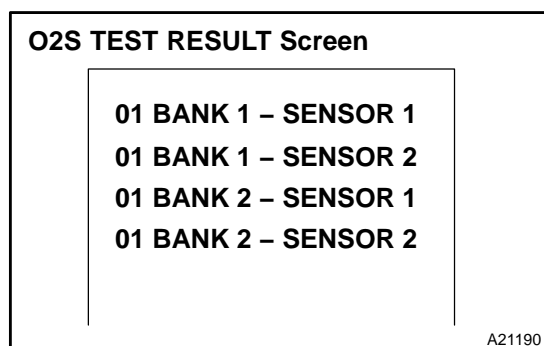 O2S TEST RESULT Screen
01 BANK 1 – SENSOR 1
01 BANK 1 – SENSOR 2
01 BANK 2 – SENSOR 1
01 BANK 2 – SENSOR 2
A21190